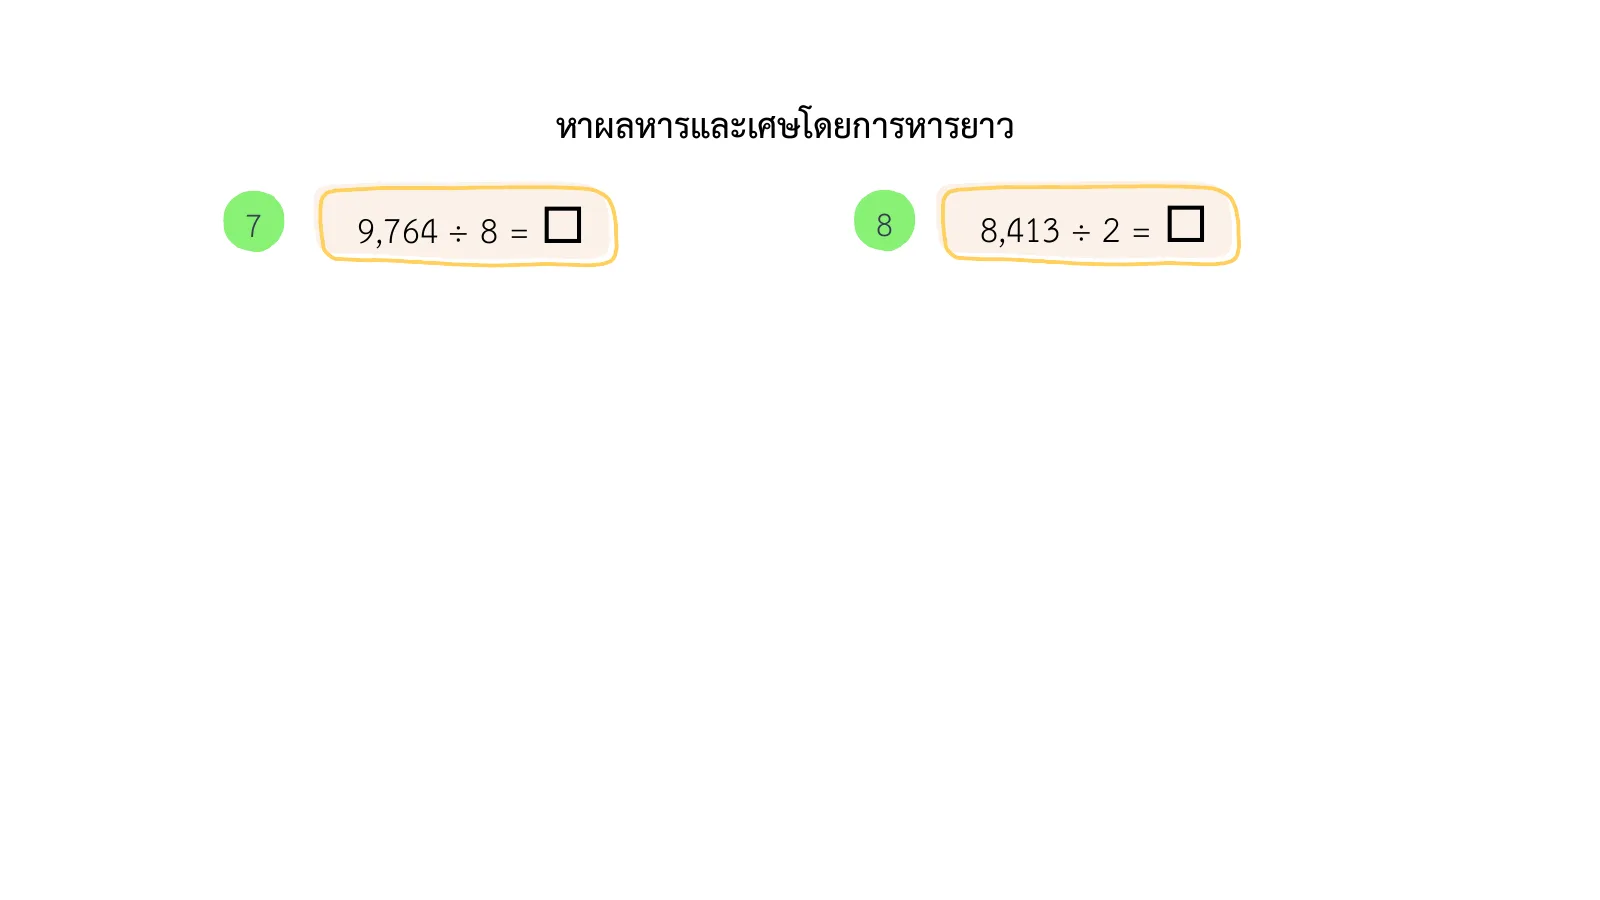 หาผลหารและเศษโดยการหารยาว
7 9,764 ÷ 8 = □ 8 8,413 ÷ 2 = □